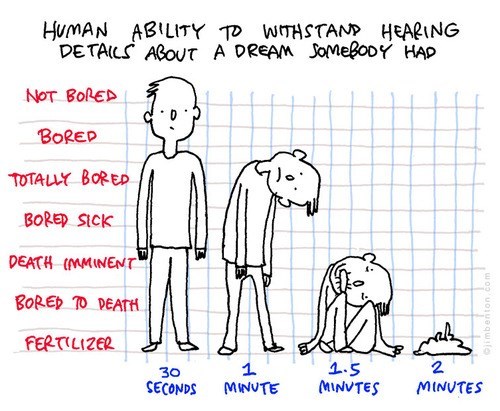 HUMAN ABILITY TO WITHSTAND HEARING
DETAILS ABOUT A DREAM SOMEBODY HAD
NOT BORED
BORED
TOTALLY BORED
BORED SICK
DEATH IMMINENT
BORED TO DEATH
FERTILIZER
30
SECONDS
1
MINUTE
1.5
MINUTES
2
MINUTES
©jimbenton.com